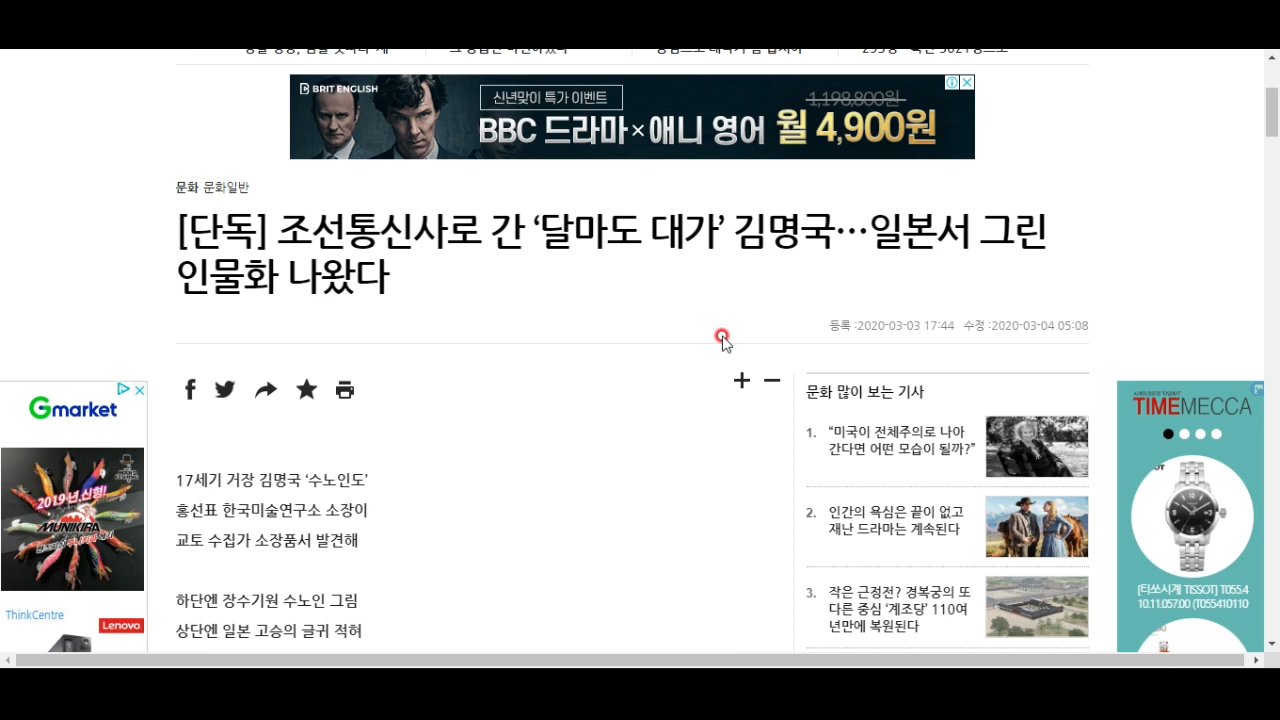 BRIT ENGLISH
신년맞이 특가 이벤트
1,198,800원
BBC 드라마×애니 영어 월 4,900원
문화 문화일반
[단독] 조선통신사로 간 ‘달마도 대가’ 김명국…일본서 그린
인물화 나왔다
등록 :2020-03-03 17:44 수정 :2020-03-04 05:08
17세기 거장 김명국 ‘수노인도’
홍선표 한국미술연구소 소장이
교토 수집가 소장품서 발견해
하단엔 장수기원 수노인 그림
상단엔 일본 고승의 글귀 적혀
문화 많이 보는 기사
1. “미국이 전체주의로 나아
간다면 어떤 모습이 될까?”
2. 인간의 욕심은 끝이 없고
재난 드라마는 계속된다
3. 작은 근정전? 경복궁의 또
다른 중심 ‘계조당’ 110여
년만에 복원된다
Gmarket
2019년.신형!
MUNIKIRA
ThinkCentre
Lenovo
TIMEMECCA
[티쏘시계 TISSOT] T055.4
10.11.057.00 (T055410110